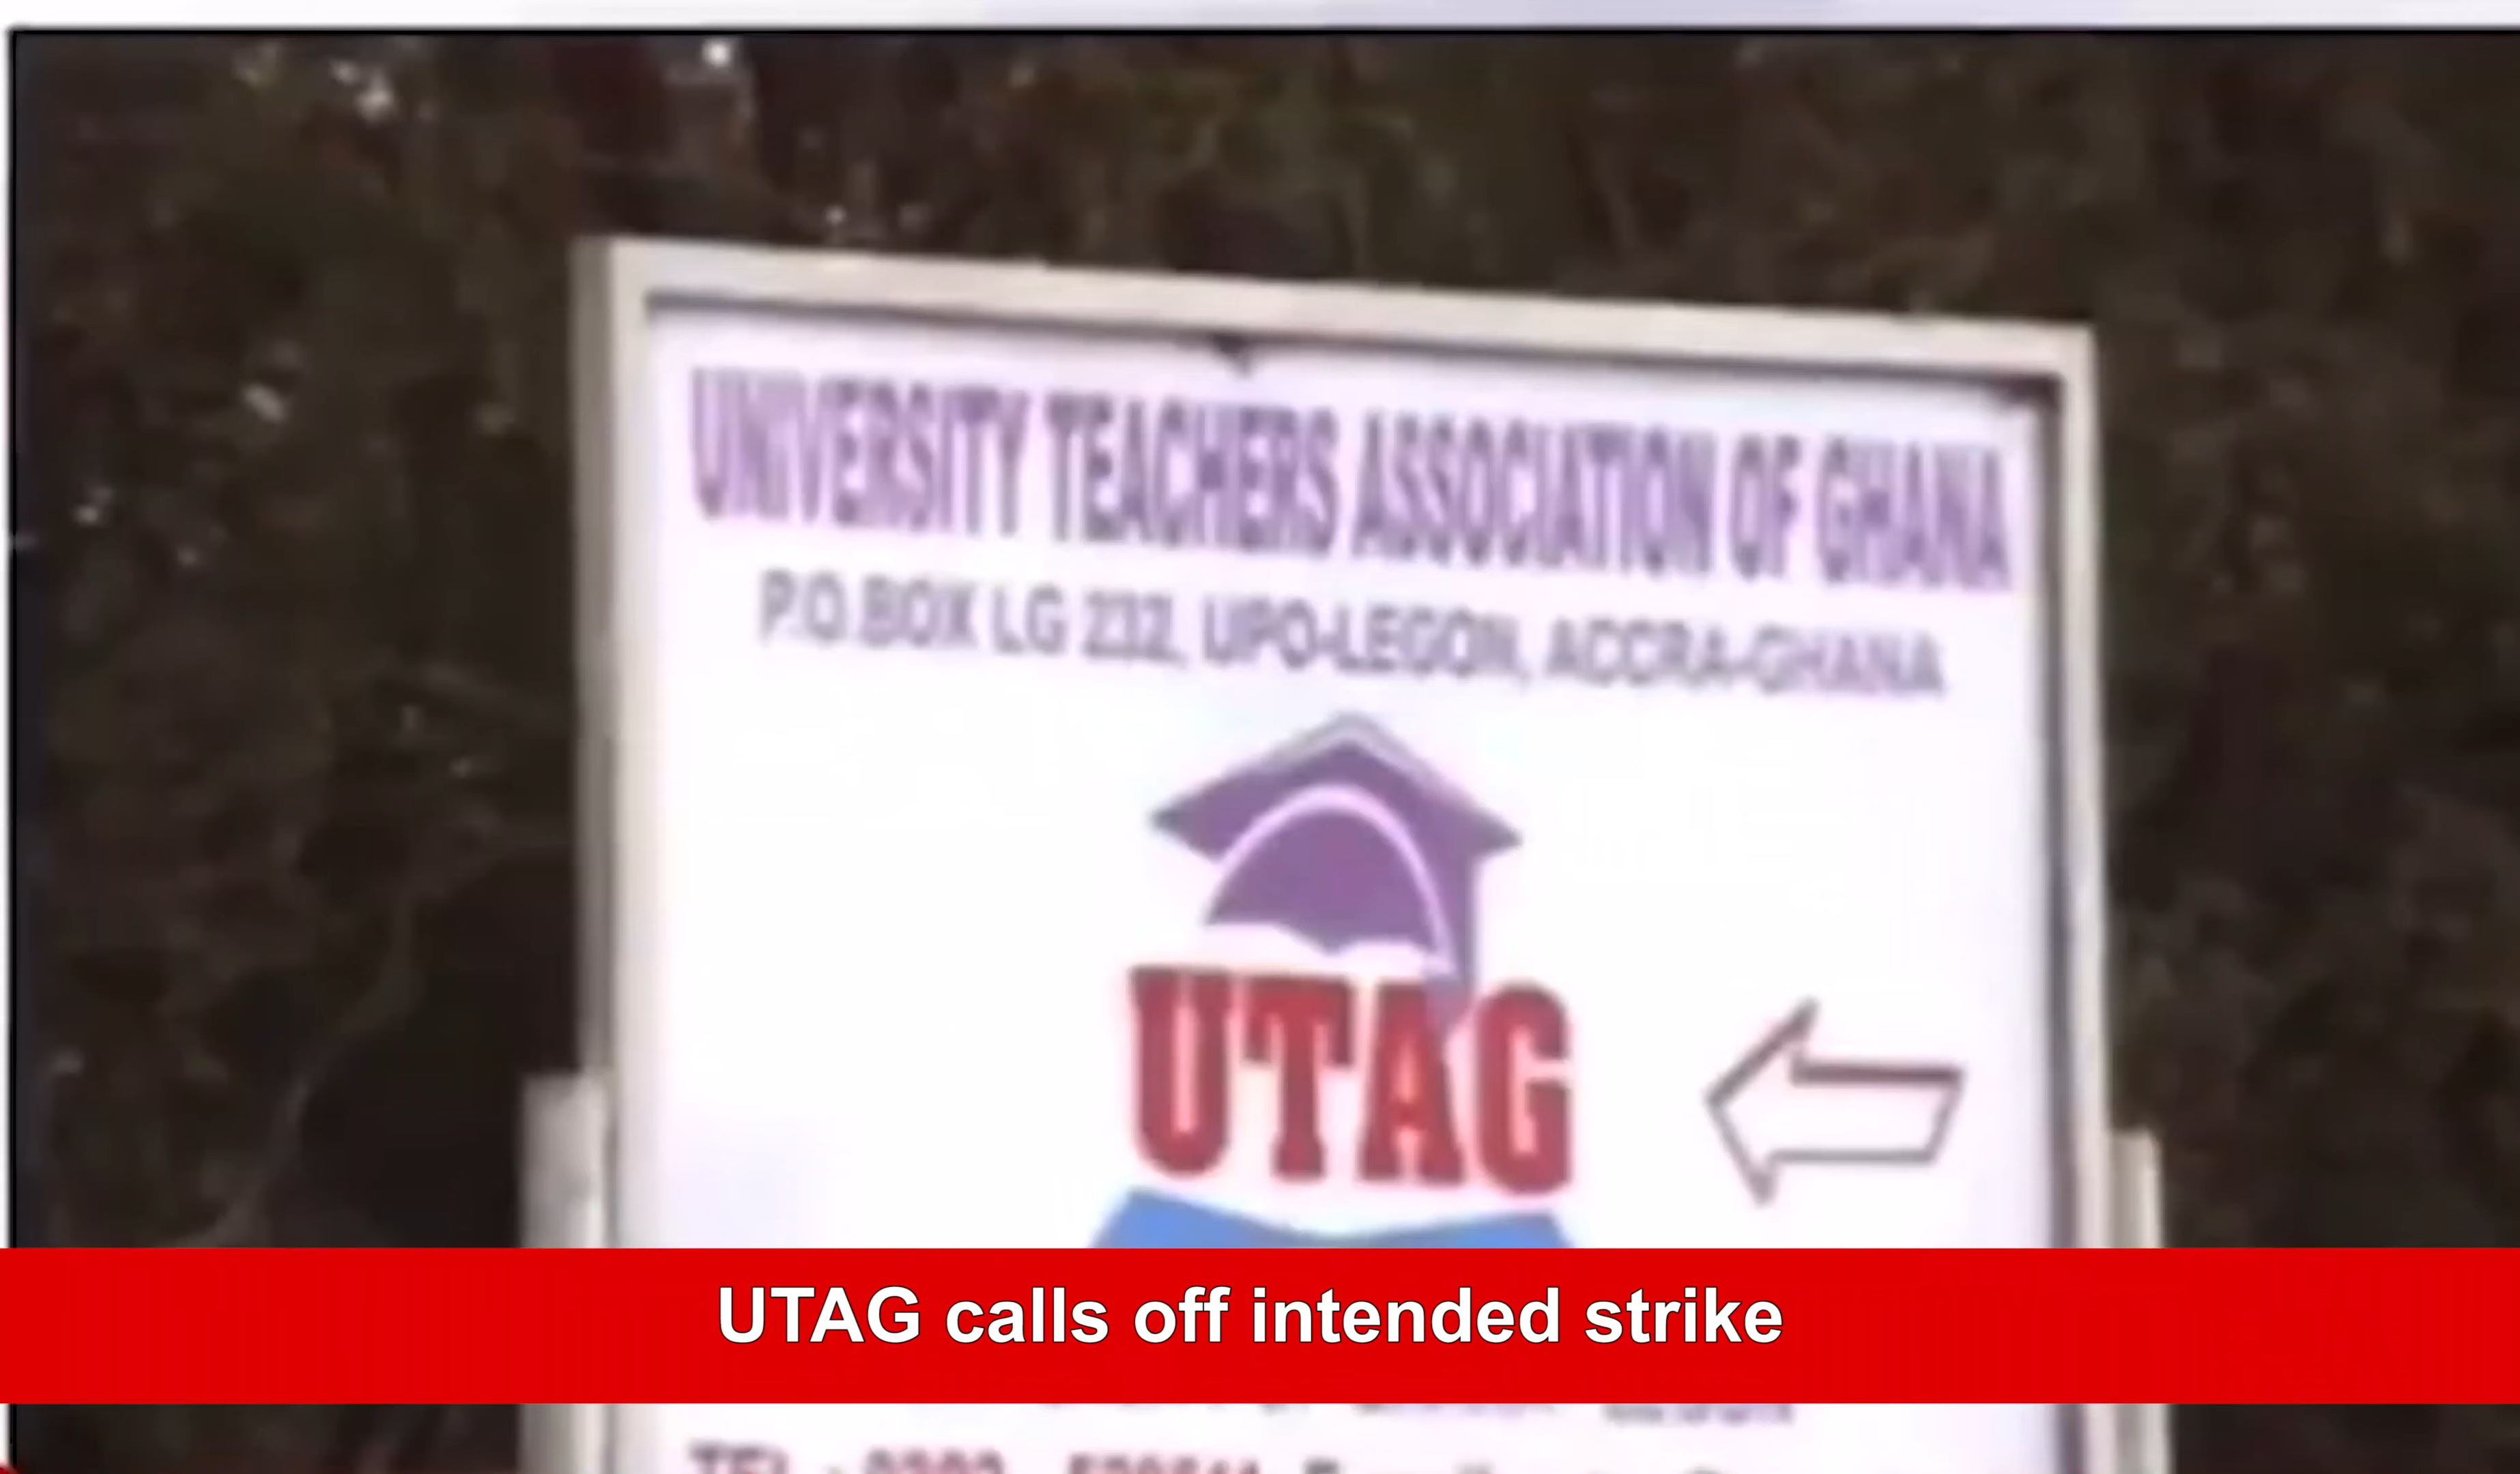 UNIVERSITY TEACHERS ASSOCIATION OF GHANA
P.O.BOX LG 232, UPO-LEGON, ACCRA-GHANA
UTAG
UTAG calls off intended strike